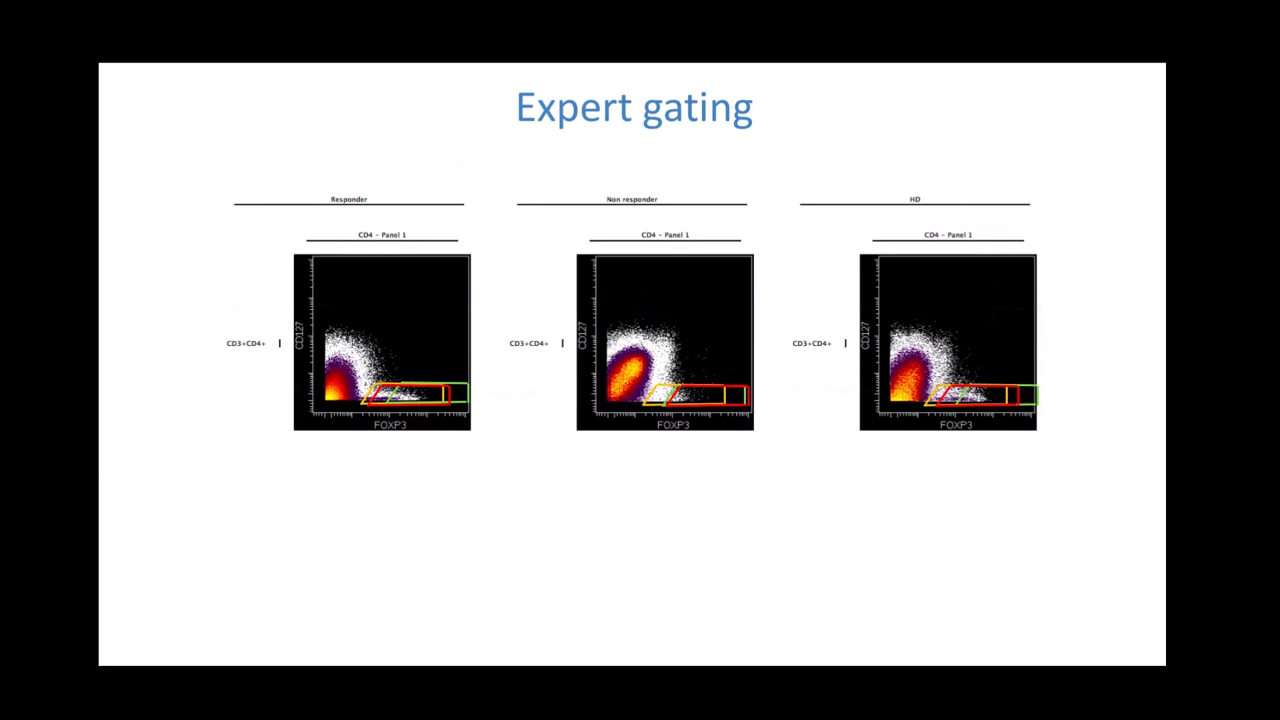 Expert gating
Responder
Non responder
HD
CD4 - Panel 1
CD4 - Panel 1
CD4 - Panel 1
CD127
CD127
CD127
CD3+CD4+
CD3+CD4+
CD3+CD4+
FOXP3
FOXP3
FOXP3